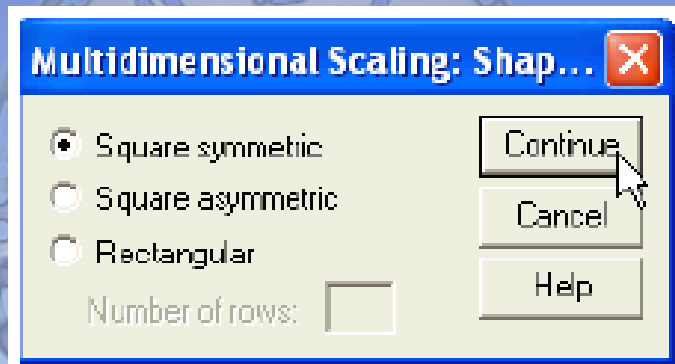 Multidimensional Scaling: Shap...
Square symmetric
Square asymmetric
Rectangular
Number of rows:
Continue
Cancel
Help